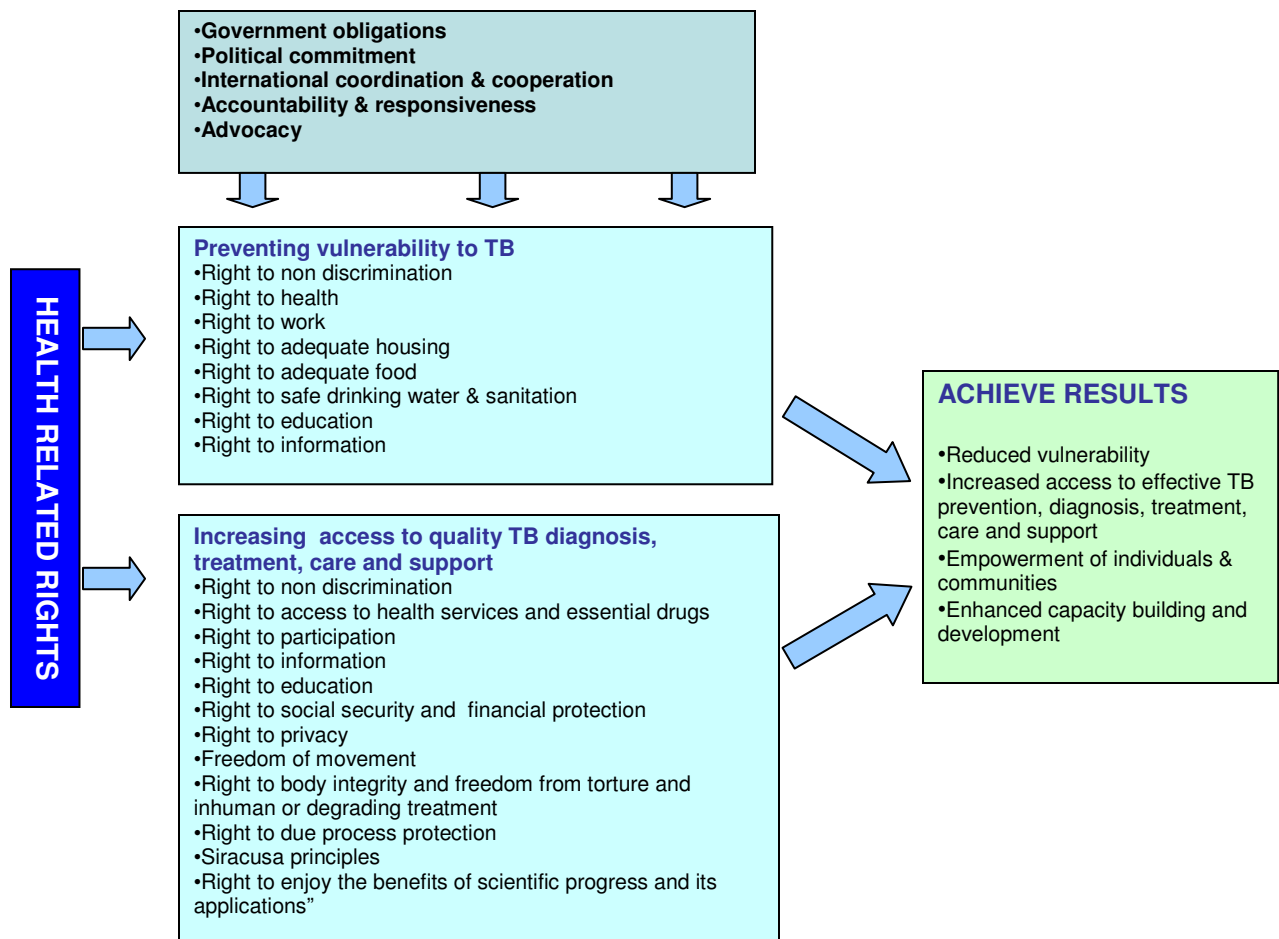 •Government obligations
•Political commitment
•International coordination & cooperation
•Accountability & responsiveness
•Advocacy
HEALTH RELATED RIGHTS
Preventing vulnerability to TB
•Right to non discrimination
•Right to health
•Right to work
•Right to adequate housing
•Right to adequate food
•Right to safe drinking water & sanitation
•Right to education
•Right to information
Increasing access to quality TB diagnosis,
treatment, care and support
•Right to non discrimination
•Right to access to health services and essential drugs
•Right to participation
•Right to information
•Right to education
•Right to social security and financial protection
•Right to privacy
•Freedom of movement
•Right to body integrity and freedom from torture and
inhuman or degrading treatment
•Right to due process protection
•Siracusa principles
•Right to enjoy the benefits of scientific progress and its
applications”
ACHIEVE RESULTS
•Reduced vulnerability
•Increased access to effective TB
prevention, diagnosis, treatment,
care and support
•Empowerment of individuals &
communities
•Enhanced capacity building and
development